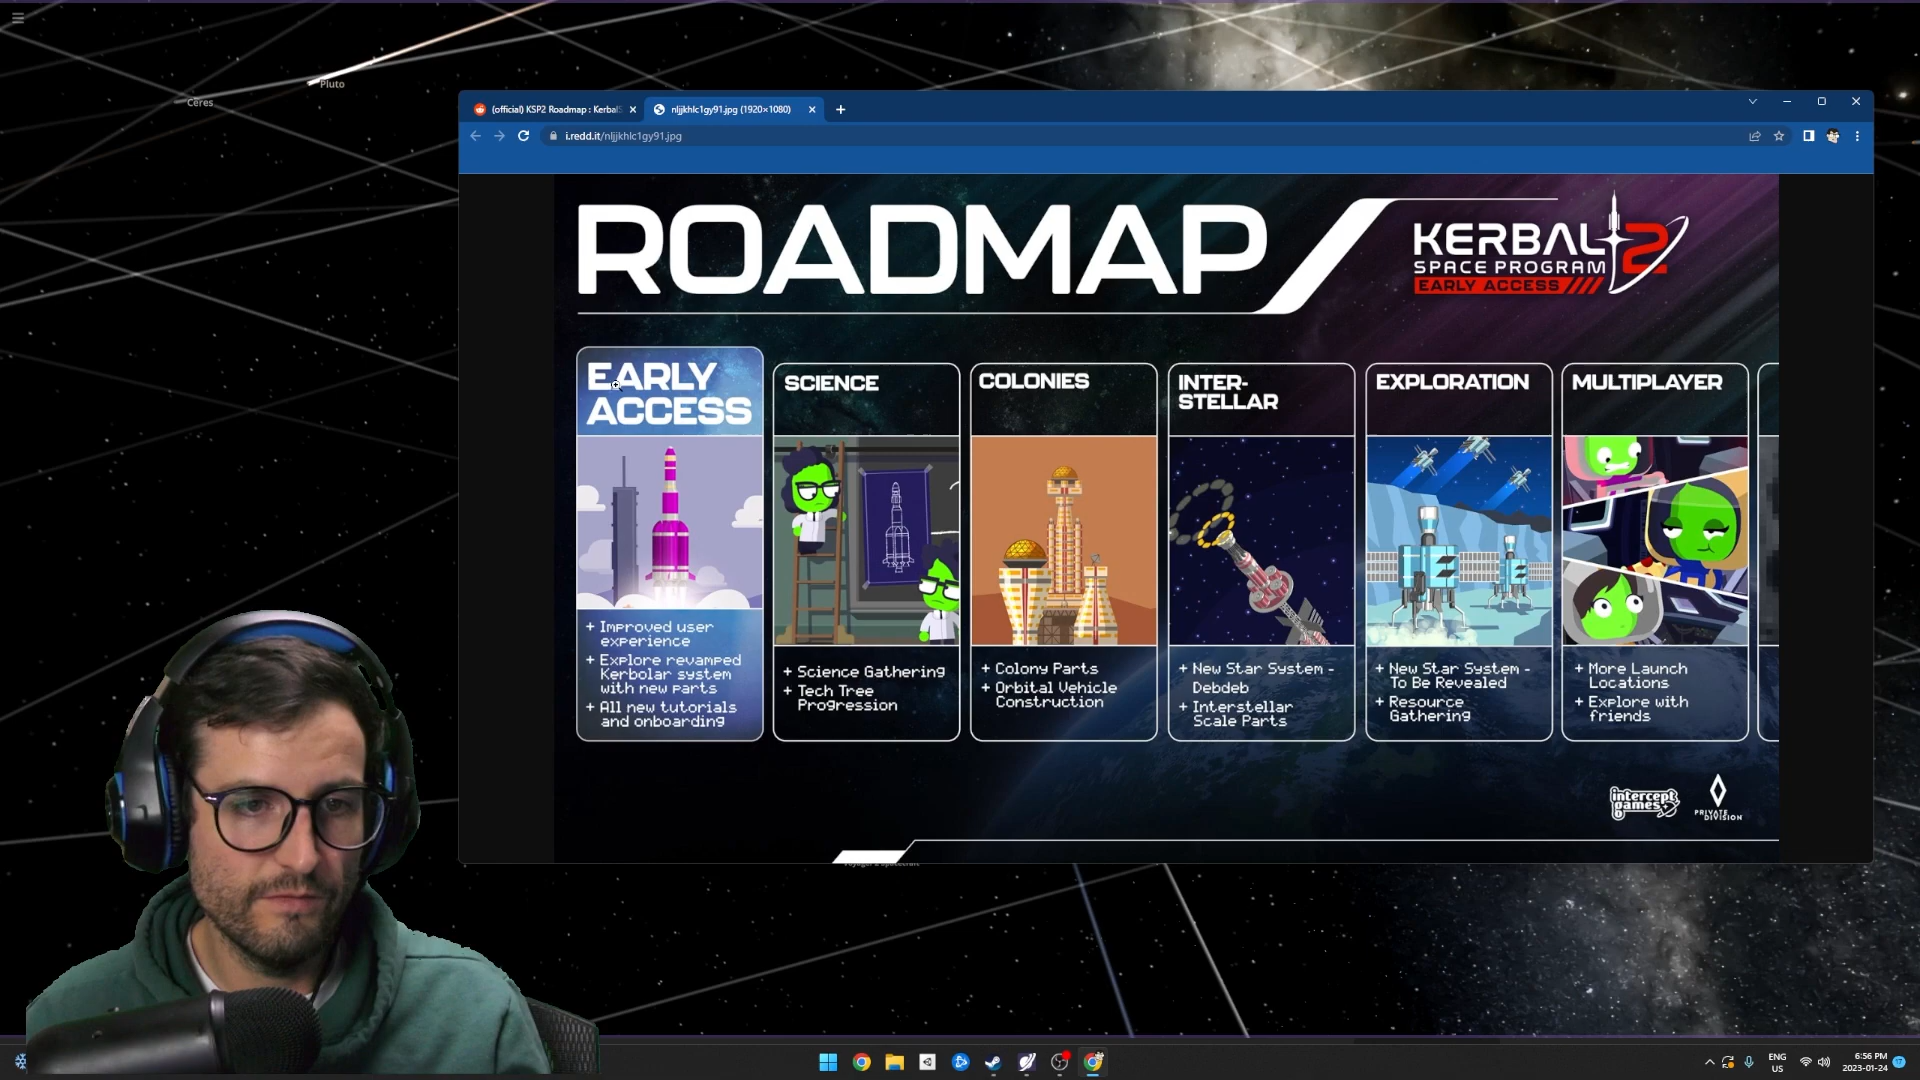 Pluto
Ceres
(official) KSP2 Roadmap : Kerbal
nljjkhlc1gy91.jpg (1920×1080)
i.redd.it/nljjkhlc1gy91.jpg
ROADMAP
KERBAL 2
SPACE PROGRAM
EARLY ACCESS
EARLY
ACCESS
+ Improved user
experience
+ Explore revamped
Kerbolar system
with new parts
+ All new tutorials
and onboarding
SCIENCE
+ Science Gathering
+ Tech Tree
Progression
COLONIES
+ Colony Parts
+ Orbital Vehicle
Construction
INTER-
STELLAR
+ New Star System -
Debdeb
+ Interstellar
Scale Parts
EXPLORATION
+ New Star System -
To Be Revealed
+ Resource
Gathering
MULTIPLAYER
+ More Launch
Locations
+ Explore with
friends
intercept
games
PRIVATE DIVISION
ENG
US
6:56 PM
2023-01-24